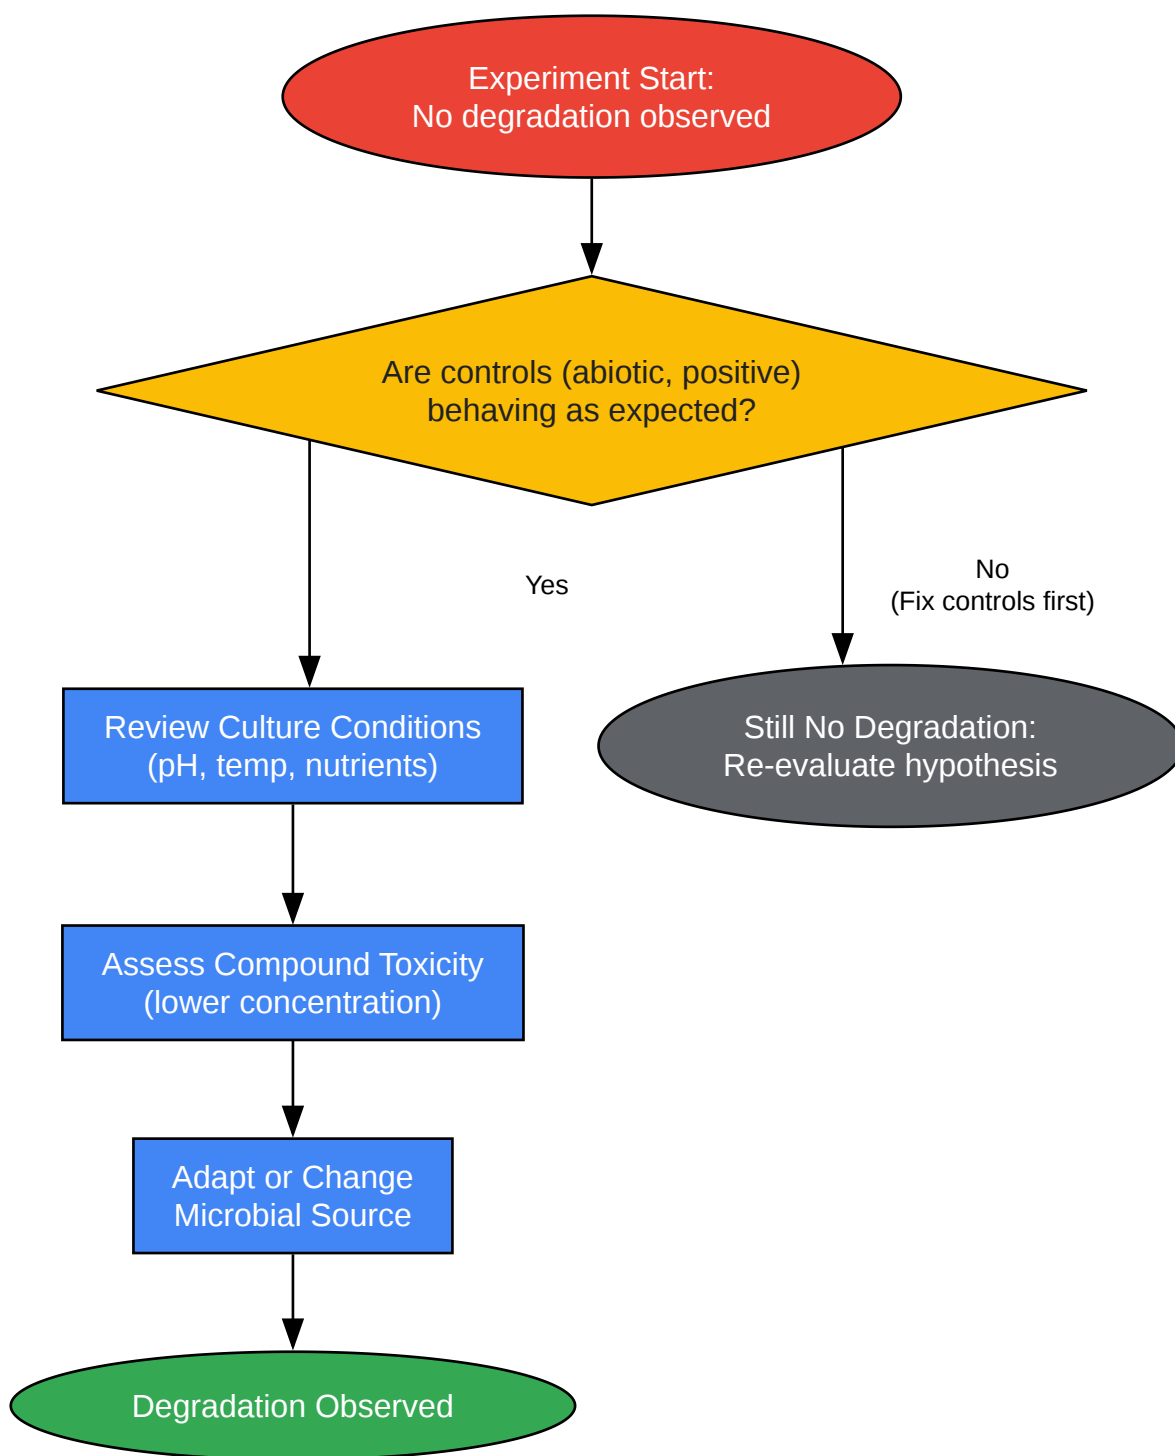 Experiment Start:
No degradation observed
Are controls (abiotic, positive)
behaving as expected?
Yes
No
(Fix controls first)
Review Culture Conditions
(pH, temp, nutrients)
Still No Degradation:
Re-evaluate hypothesis
Assess Compound Toxicity
(lower concentration)
Adapt or Change
Microbial Source
Degradation Observed